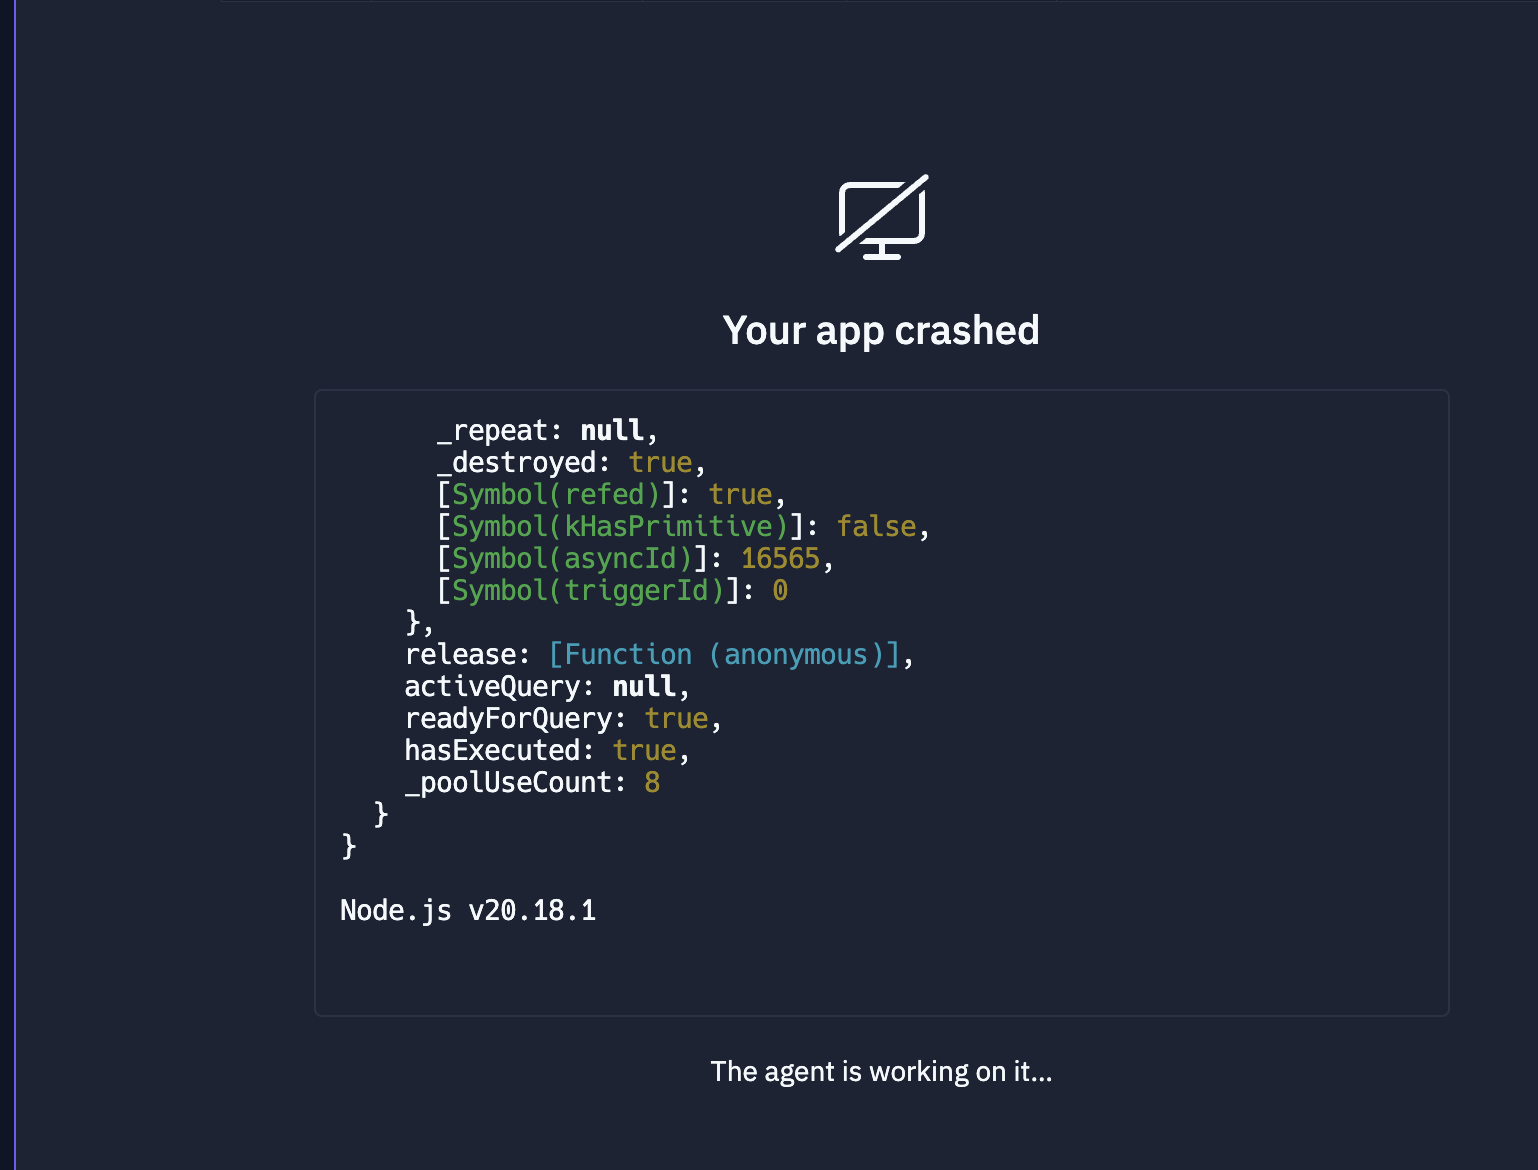 Your app crashed
_repeat: null,
_destroyed: true,
[Symbol(refed)]: true,
[Symbol(kHasPrimitive)]: false,
[Symbol(asyncId)]: 16565,
[Symbol(triggerId)]: 0
},
release: [Function (anonymous)],
activeQuery: null,
readyForQuery: true,
hasExecuted: true,
_poolUseCount: 8
}
}
Node.js v20.18.1
The agent is working on it...